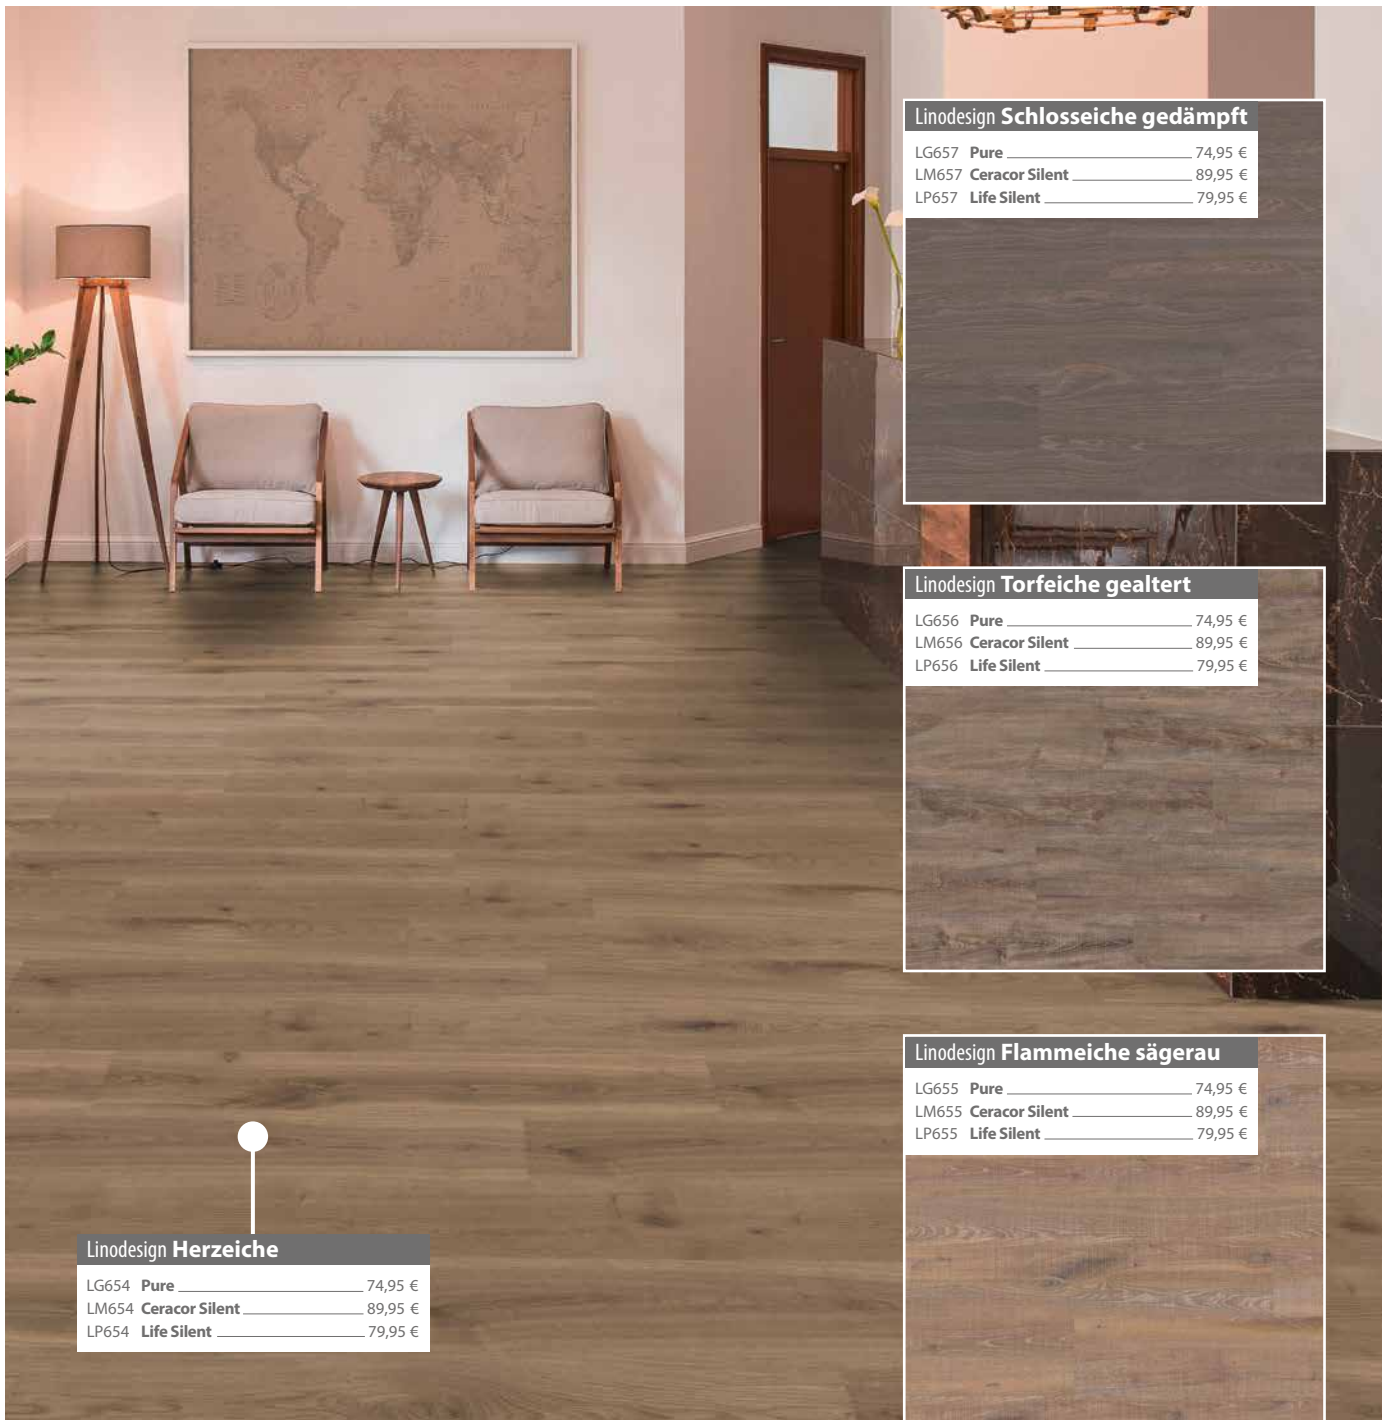 Linodesign Schlosseiche gedämpft
LG657 Pure 74,95 €
LM657 Ceracor Silent 89,95 €
LP657 Life Silent 79,95 €
Linodesign Torfeiche gealtert
LG656 Pure 74,95 €
LM656 Ceracor Silent 89,95 €
LP656 Life Silent 79,95 €
Linodesign Flammeiche sägerau
LG655 Pure 74,95 €
LM655 Ceracor Silent 89,95 €
LP655 Life Silent 79,95 €
Linodesign Herzeiche
LG654 Pure 74,95 €
LM654 Ceracor Silent 89,95 €
LP654 Life Silent 79,95 €